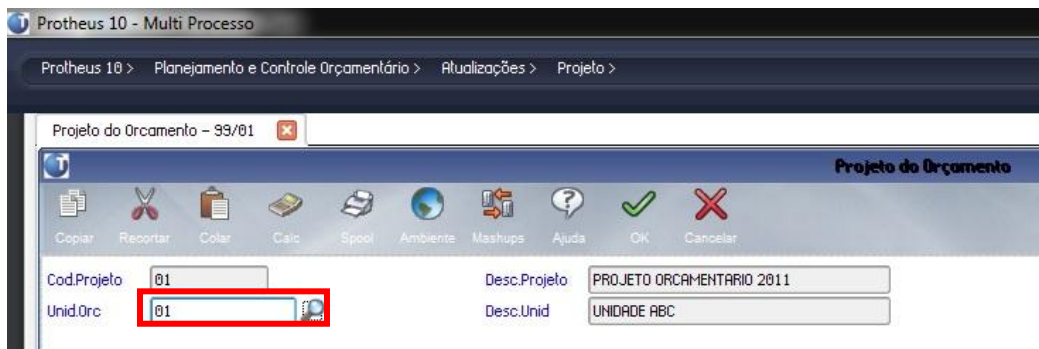 Protheus 10 - Multi Processo
Protheus 10 > Planejamento e Controle Orçamentário > Atualizações > Projeto >
Projeto do Orcamento - 99/01
Projeto do Orçamento
Copiar Recortar Colar Calc Spool Ambiente Mashups Ajuda OK Cancelar
Cod.Projeto 01 Desc.Projeto PROJETO ORCAMENTARIO 2011
Unid.Orc 01 Desc.Unid UNIDADE ABC